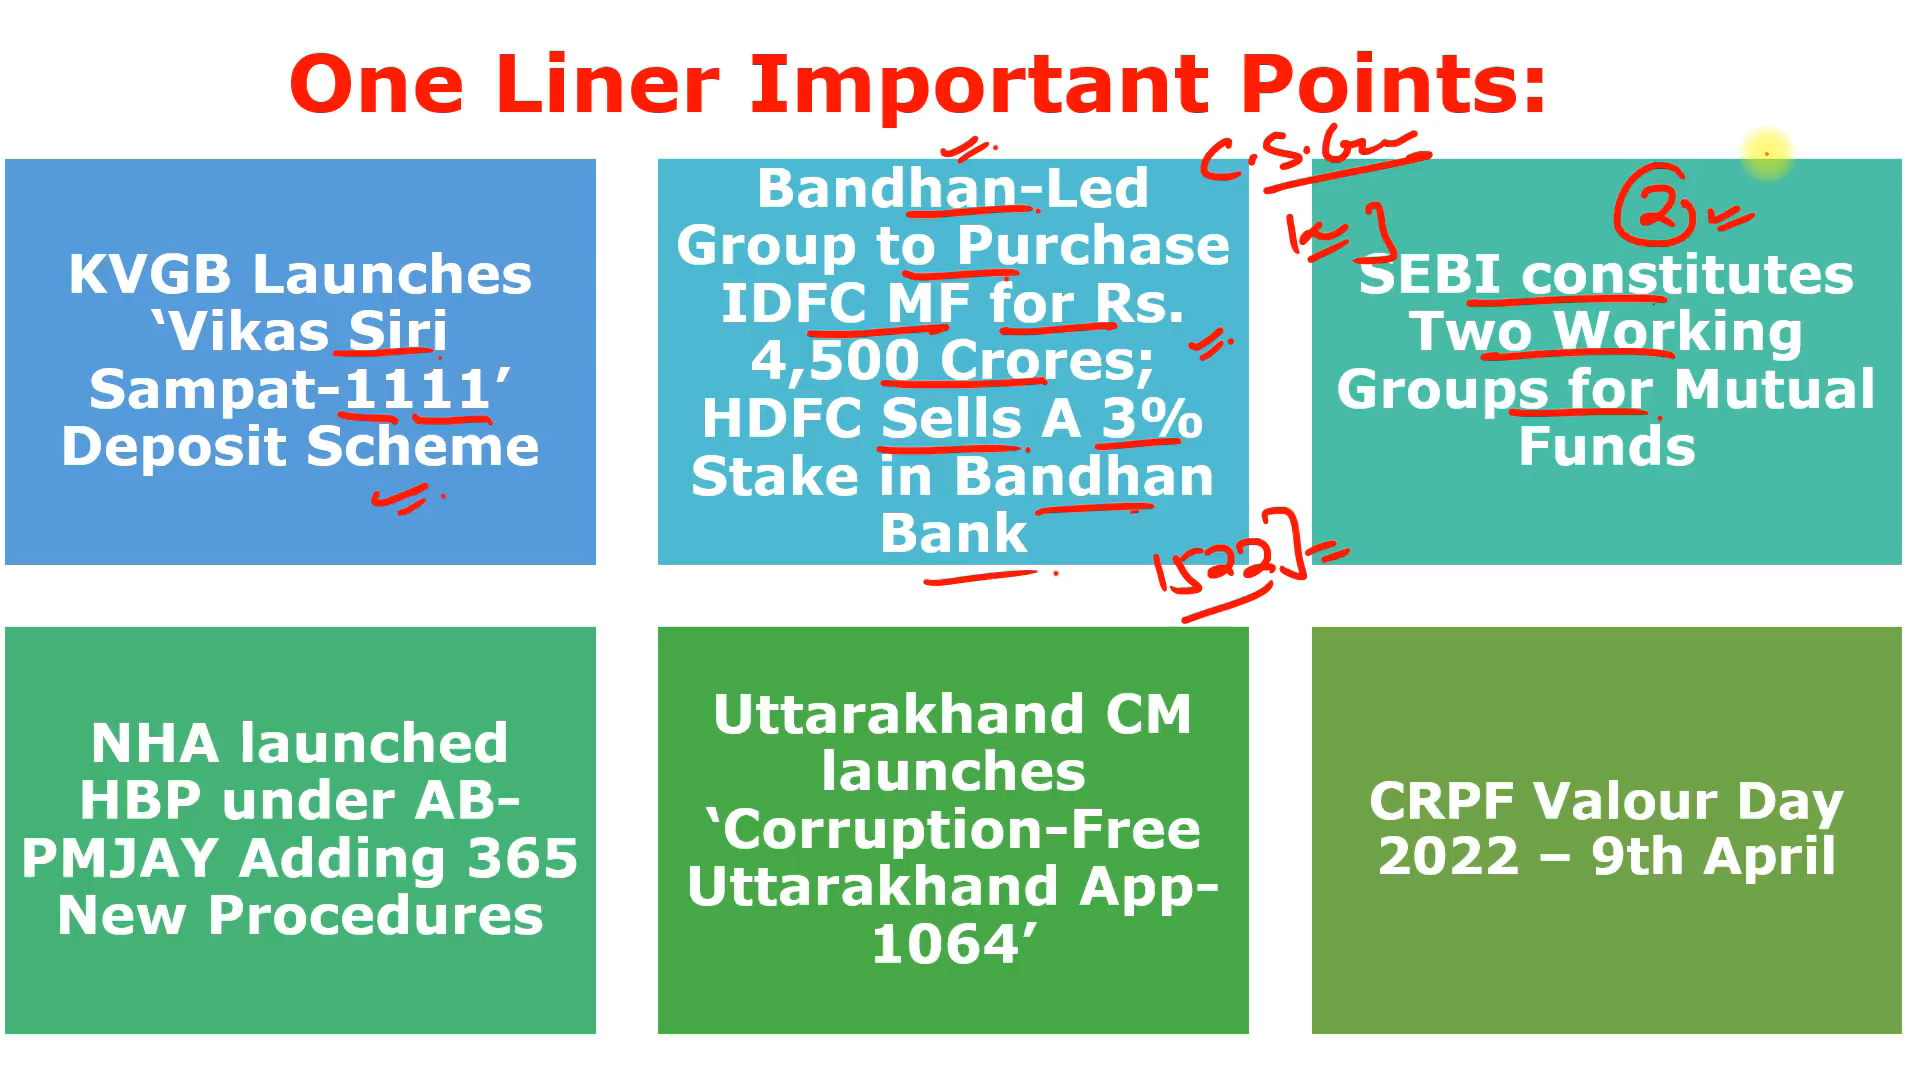 One Liner Important Points:
KVGB Launches
‘Vikas Siri
Sampat-1111’
Deposit Scheme
Bandhan-Led
Group to Purchase
IDFC MF for Rs.
4,500 Crores;
HDFC Sells A 3%
Stake in Bandhan
Bank
1522]
C.S.
2
SEBI constitutes
Two Working
Groups for Mutual
Funds
NHA launched
HBP under AB-
PMJAY Adding 365
New Procedures
Uttarakhand CM
launches
‘Corruption-Free
Uttarakhand App-
1064’
CRPF Valour Day
2022 – 9th April